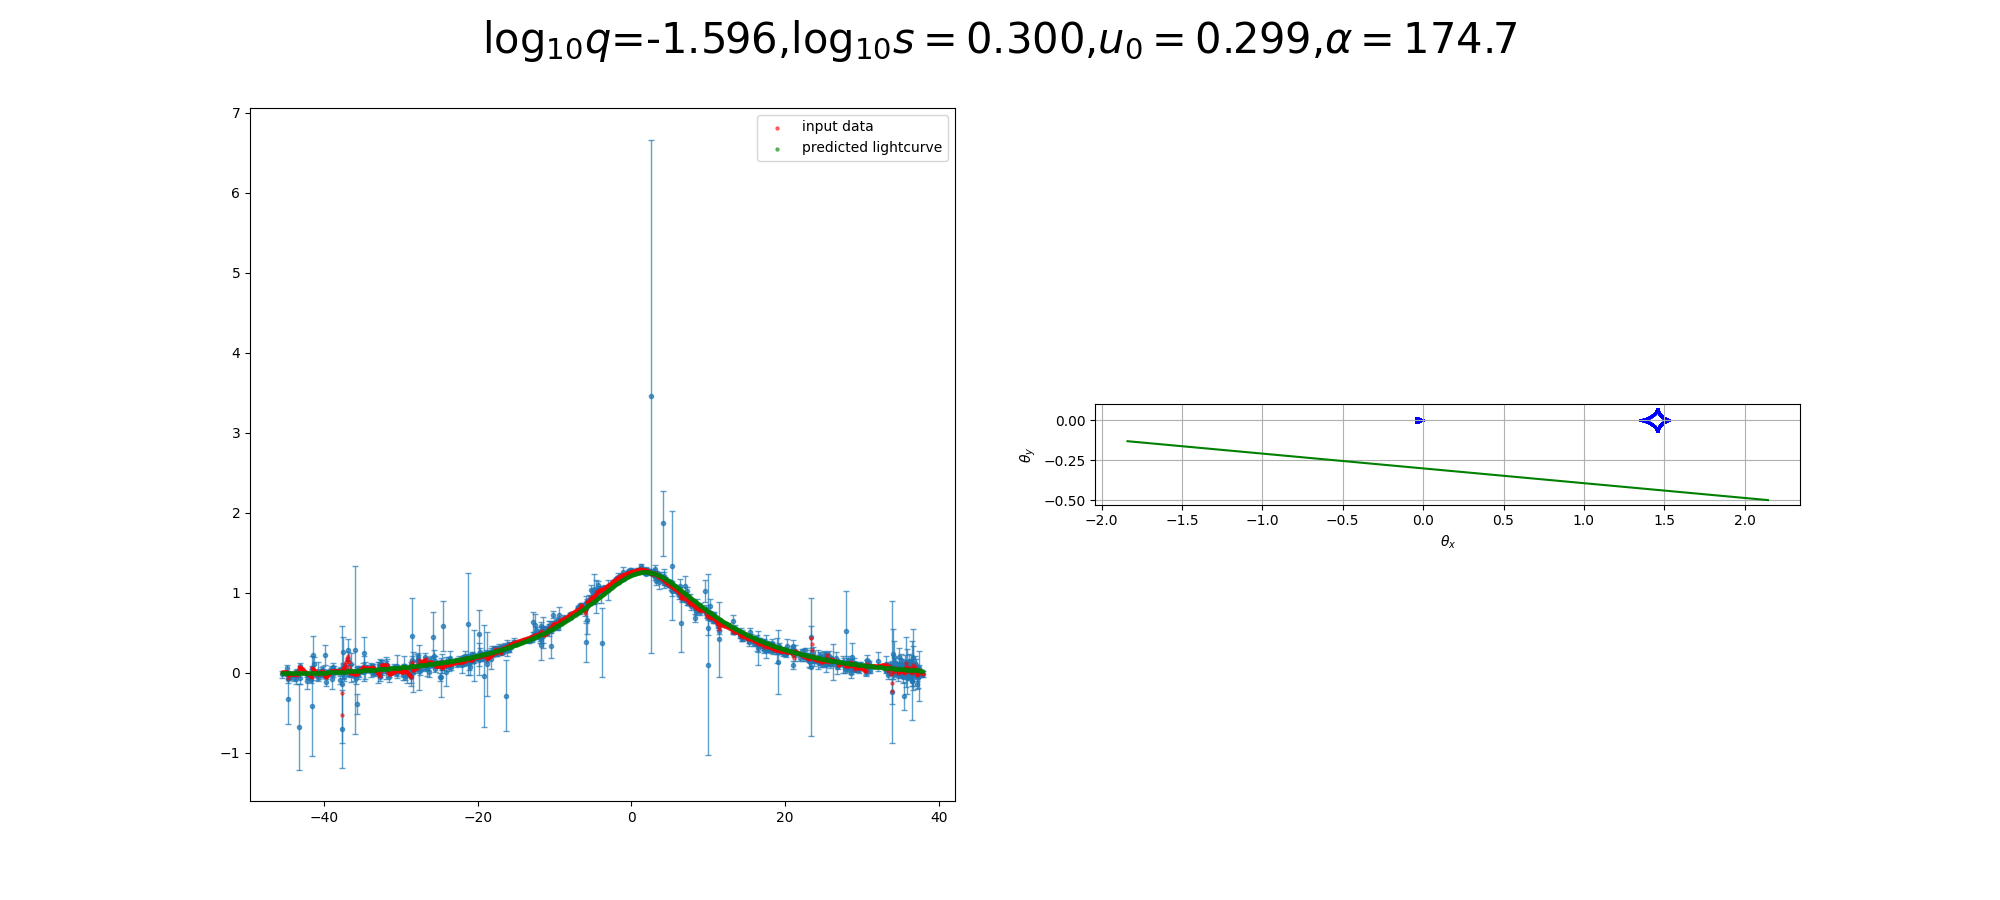 log₁₀q=-1.596,log₁₀s = 0.300,u₀ = 0.299,α = 174.7
input data
predicted lightcurve
7
6
5
4
3
2
1
0
−1
−40 −20 0 20 40
θy
0.00
−0.25
−0.50
−2.0 −1.5 −1.0 −0.5 0.0 0.5 1.0 1.5 2.0
θx